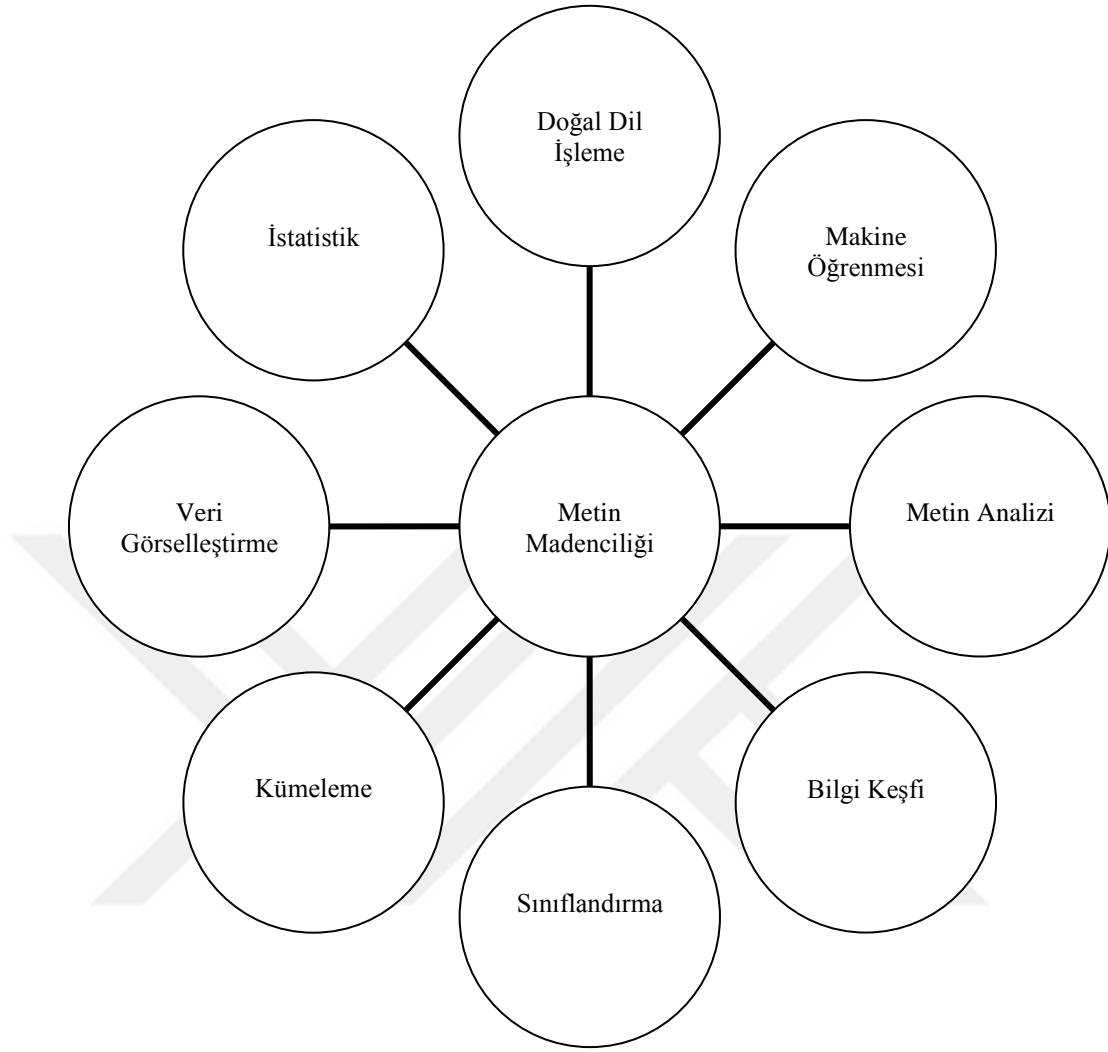 Doğal Dil
İşleme
İstatistik
Makine
Öğrenmesi
Veri
Görselleştirme
Metin
Madenciliği
Metin Analizi
Kümeleme
Bilgi Keşfi
Sınıflandırma